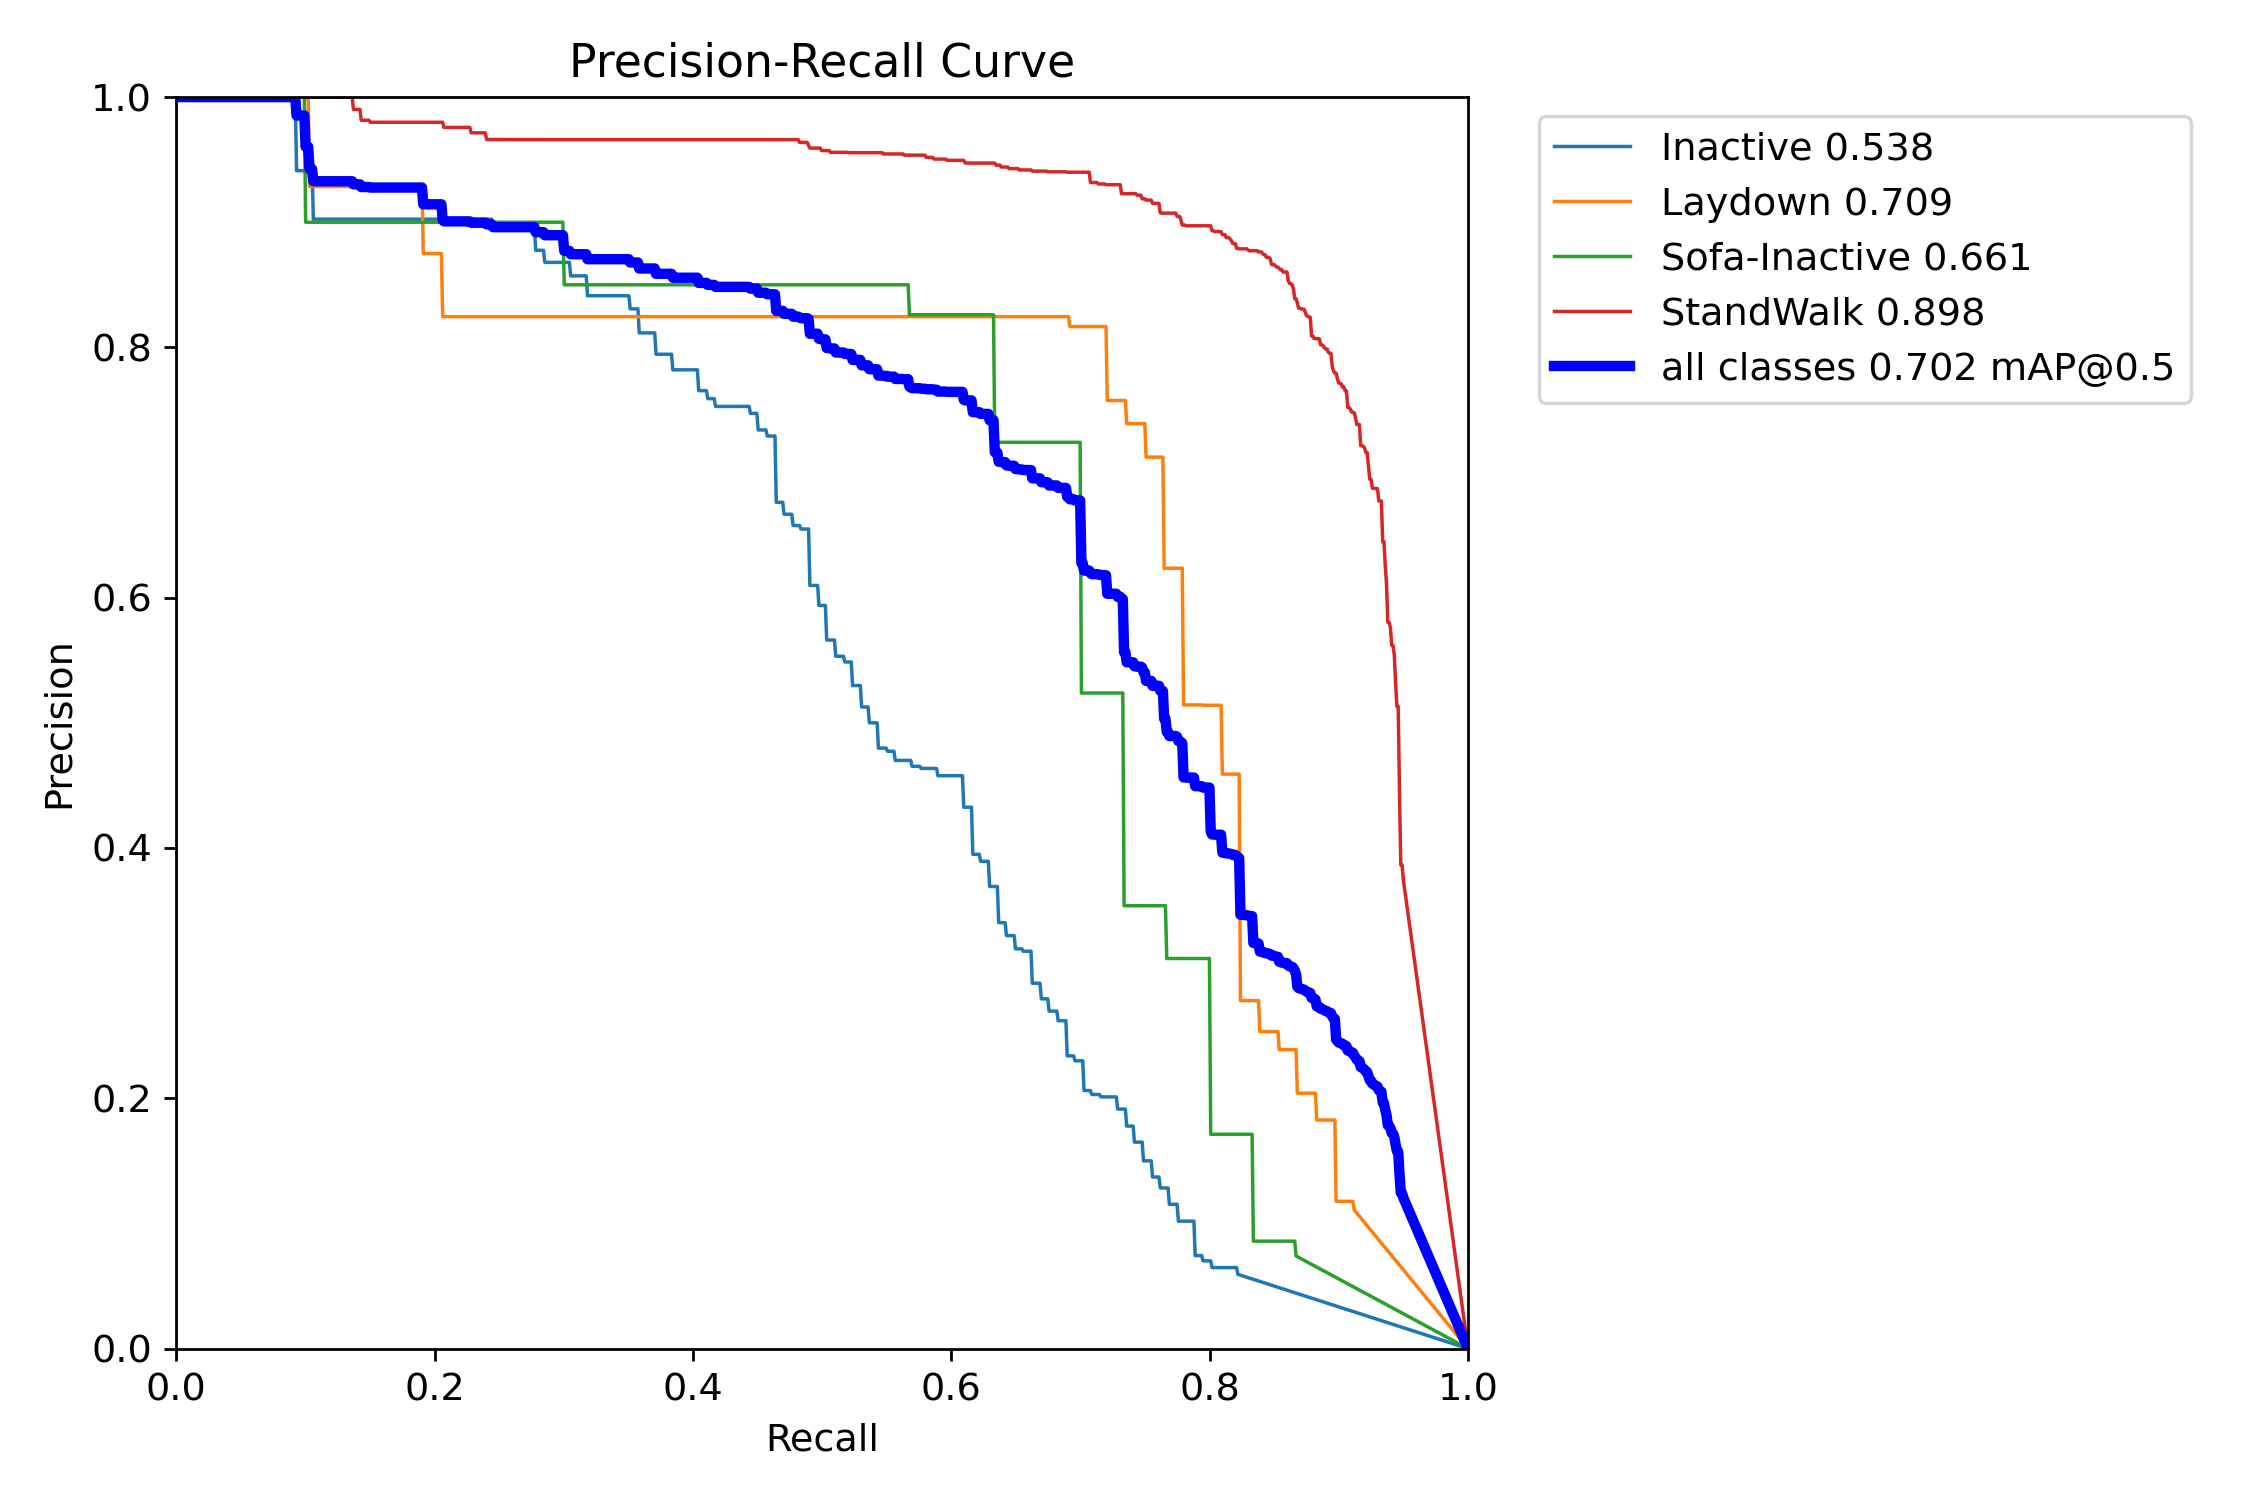 Precision-Recall Curve
1.0
0.8
0.6
0.4
0.2
0.0
Precision
0.0 0.2 0.4 0.6 0.8 1.0
Recall
Inactive 0.538
Laydown 0.709
Sofa-Inactive 0.661
StandWalk 0.898
all classes 0.702 mAP@0.5